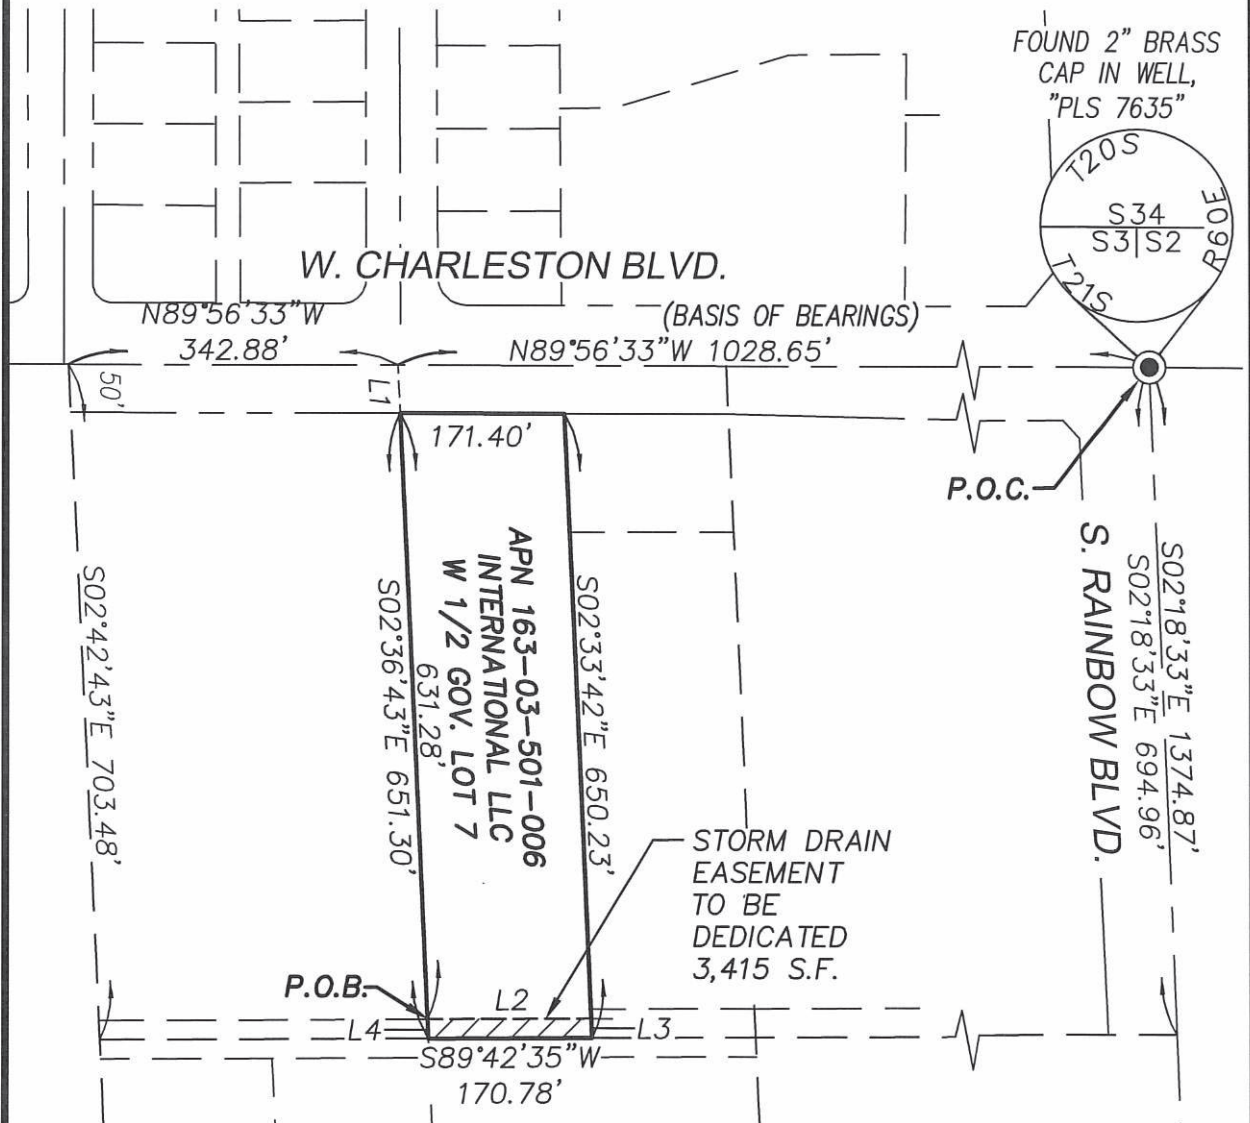 FOUND 2" BRASS
CAP IN WELL,
"PLS 7635"
T20S
S34
S3|S2
R60E
T21S
W. CHARLESTON BLVD.
N89°56'33"W
342.88'
(BASIS OF BEARINGS)
N89°56'33"W 1028.65'
50'
L1
171.40'
P.O.C.
S02°42'43"E 703.48'
S02°36'43"E 651.30'
631.28'
W 1/2 GOV. LOT 7
INTERNATIONAL LLC
APN 163-03-501-006
S02°33'42"E 650.23'
S. RAINBOW BLVD.
S02°18'33"E 694.96'
S02°18'33"E 1374.87'
STORM DRAIN
EASEMENT
TO BE
DEDICATED
3,415 S.F.
P.O.B.
L2
L4
L3
S89°42'35"W
170.78'